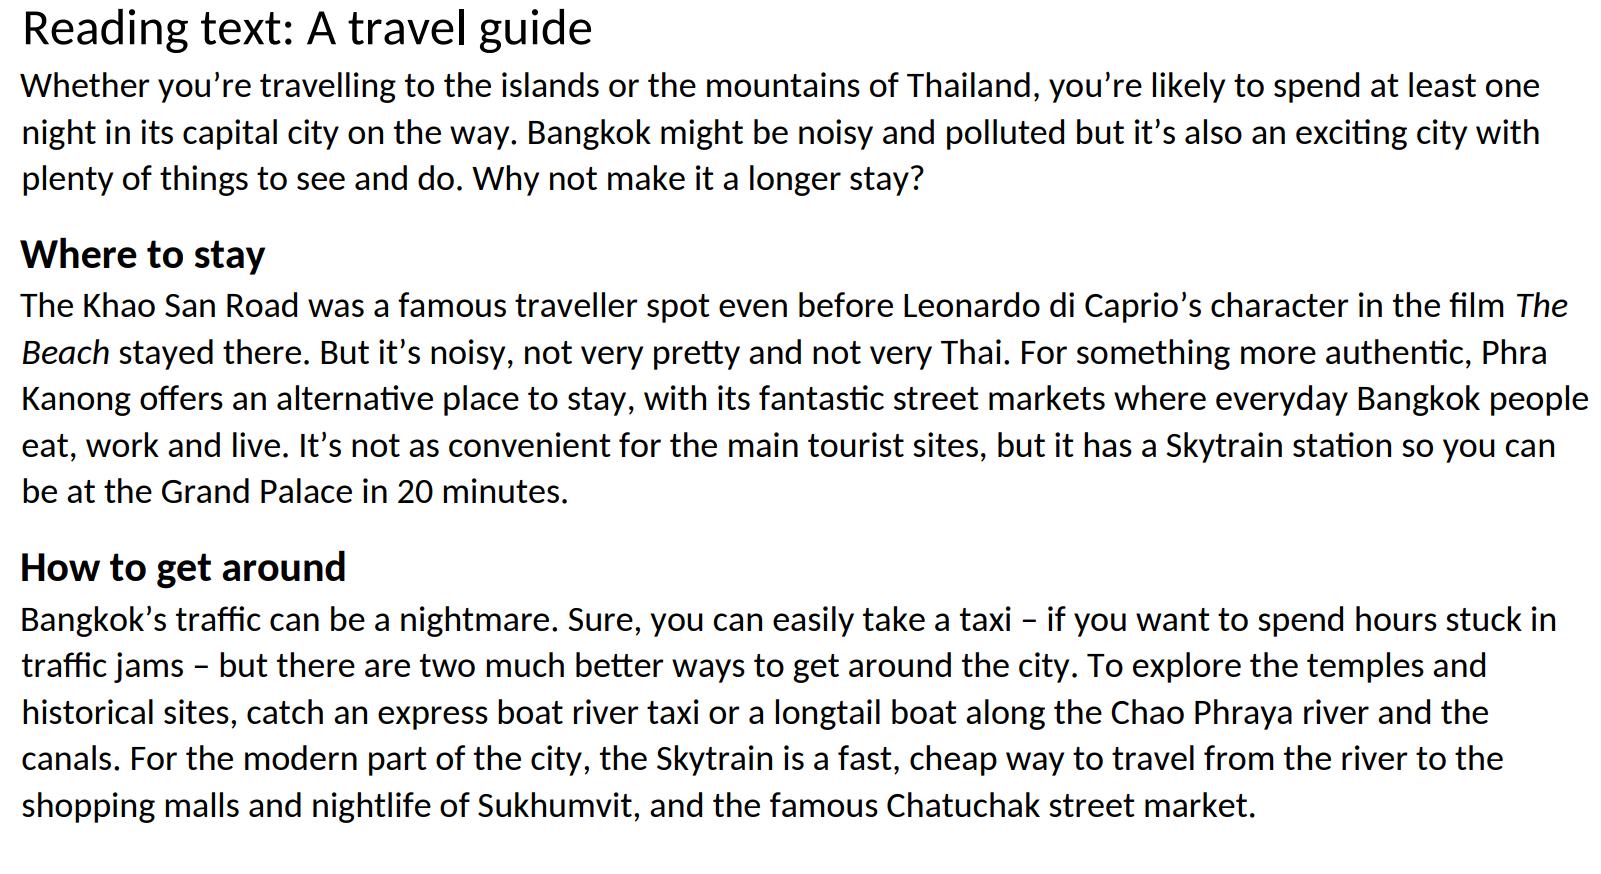 Reading text: A travel guide
Whether you’re travelling to the islands or the mountains of Thailand, you’re likely to spend at least one
night in its capital city on the way. Bangkok might be noisy and polluted but it’s also an exciting city with
plenty of things to see and do. Why not make it a longer stay?
Where to stay
The Khao San Road was a famous traveller spot even before Leonardo di Caprio’s character in the film The
Beach stayed there. But it’s noisy, not very pretty and not very Thai. For something more authentic, Phra
Kanong offers an alternative place to stay, with its fantastic street markets where everyday Bangkok people
eat, work and live. It’s not as convenient for the main tourist sites, but it has a Skytrain station so you can
be at the Grand Palace in 20 minutes.
How to get around
Bangkok’s traffic can be a nightmare. Sure, you can easily take a taxi – if you want to spend hours stuck in
traffic jams – but there are two much better ways to get around the city. To explore the temples and
historical sites, catch an express boat river taxi or a longtail boat along the Chao Phraya river and the
canals. For the modern part of the city, the Skytrain is a fast, cheap way to travel from the river to the
shopping malls and nightlife of Sukhumvit, and the famous Chatuchak street market.